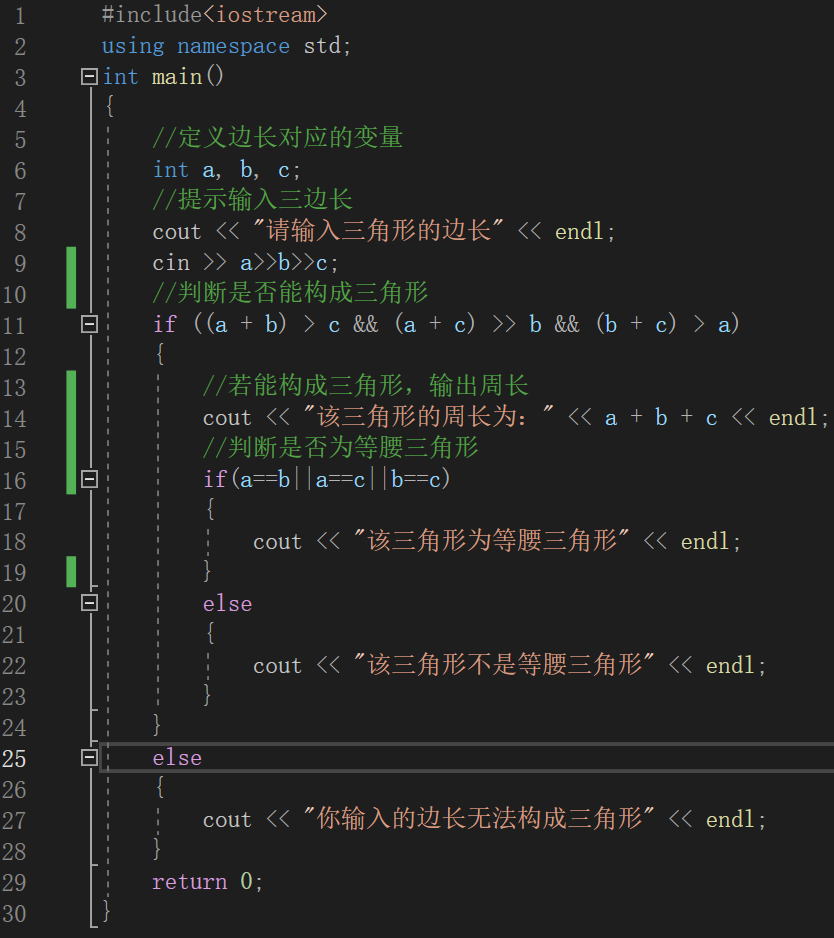 1 #include<iostream>
2 using namespace std;
3 int main()
4 {
5 //定义边长对应的变量
6 int a, b, c;
7 //提示输入三边长
8 cout << "请输入三角形的边长" << endl;
9 cin >> a>>b>>c;
10 //判断是否能构成三角形
11 if ((a + b) > c && (a + c) >> b && (b + c) > a)
12 {
13 //若能构成三角形，输出周长
14 cout << "该三角形的周长为：" << a + b + c << endl;
15 //判断是否为等腰三角形
16 if(a==b||a==c||b==c)
17 {
18 cout << "该三角形为等腰三角形" << endl;
19 }
20 else
21 {
22 cout << "该三角形不是等腰三角形" << endl;
23 }
24 }
25 else
26 {
27 cout << "你输入的边长无法构成三角形" << endl;
28 }
29 return 0;
30 }